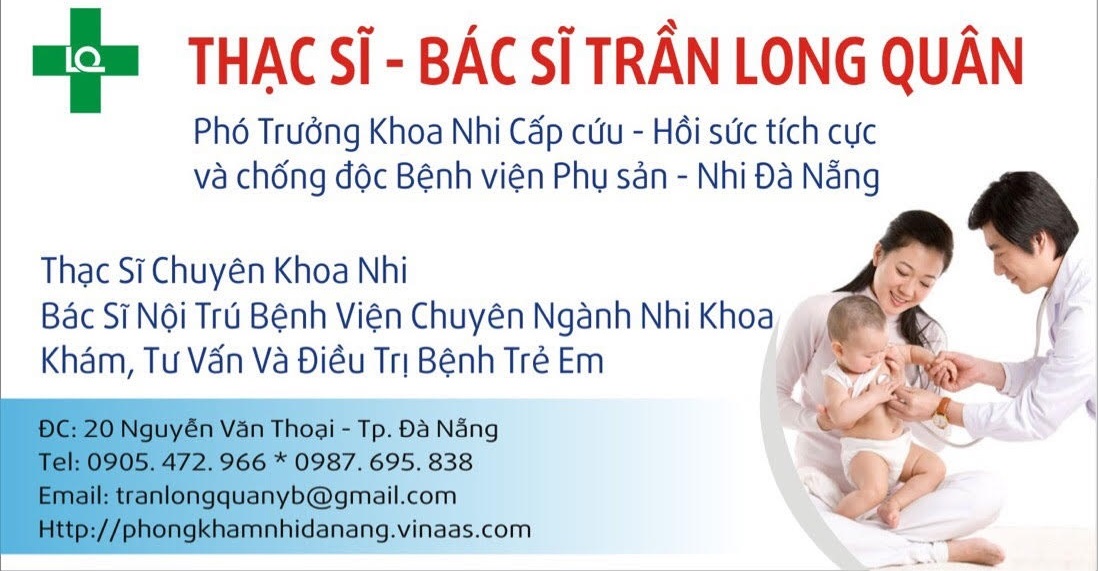 LQ
THẠC SĨ - BÁC SĨ TRẦN LONG QUÂN
Phó Trưởng Khoa Nhi Cấp cứu - Hồi sức tích cực
và chống độc Bệnh viện Phụ sản - Nhi Đà Nẵng
Thạc Sĩ Chuyên Khoa Nhi
Bác Sĩ Nội Trú Bệnh Viện Chuyên Ngành Nhi Khoa
Khám, Tư Vấn Và Điều Trị Bệnh Trẻ Em
ĐC: 20 Nguyễn Văn Thoại - Tp. Đà Nẵng
Tel: 0905. 472. 966 * 0987. 695. 838
Email: tranlongquanyb@gmail.com
Http://phongkhamnhidanang.vinaas.com